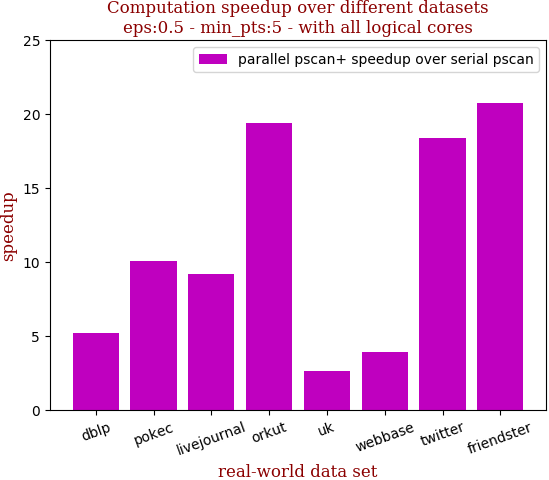 Computation speedup over different datasets
eps:0.5 - min_pts:5 - with all logical cores
parallel pscan+ speedup over serial pscan
speedup
25
20
15
10
5
0
dblp
pokec
livejournal
orkut
uk
webbase
twitter
friendster
real-world data set